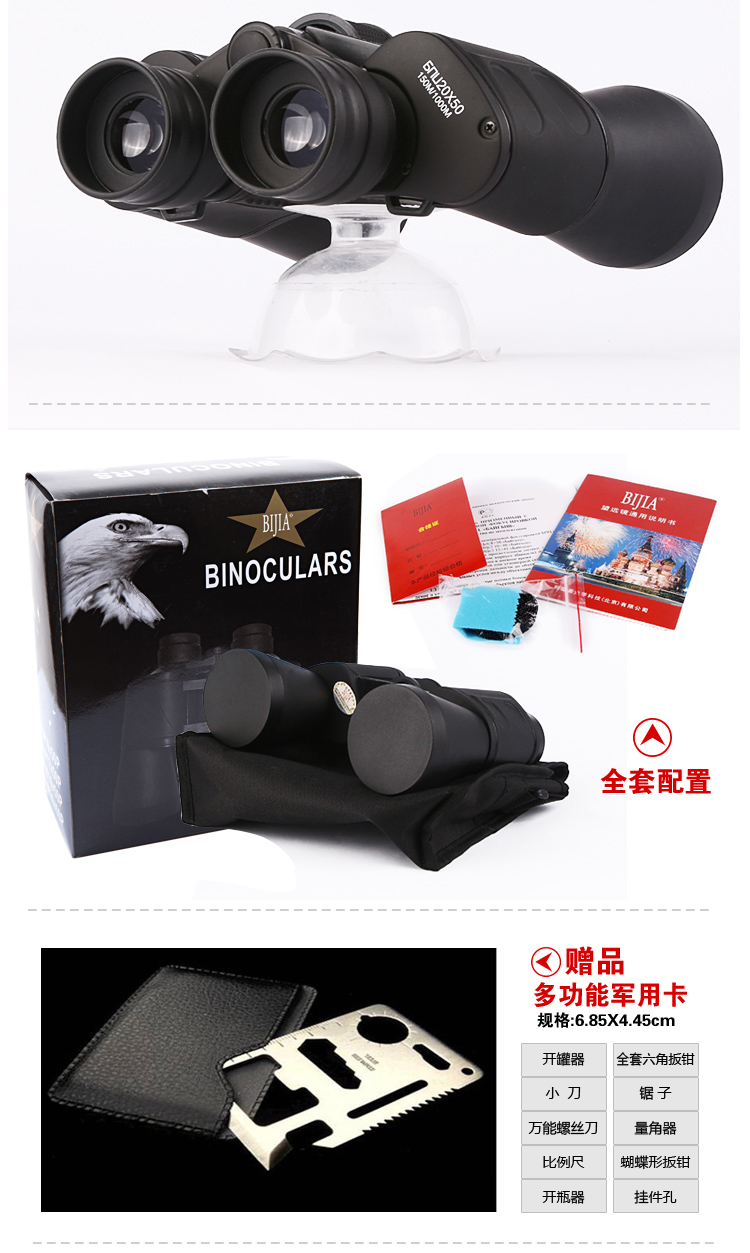 БПЦ20X50
150M/1000M
BINOCULARS
BIJIA
BINOCULARS
合格证
BIJIA®
望远镜通用说明书
全套配置
赠品
多功能军用卡
规格:6.85X4.45cm
开罐器
全套六角扳钳
小 刀
锯 子
万能螺丝刀
量角器
比例尺
蝴蝶形扳钳
开瓶器
挂件孔